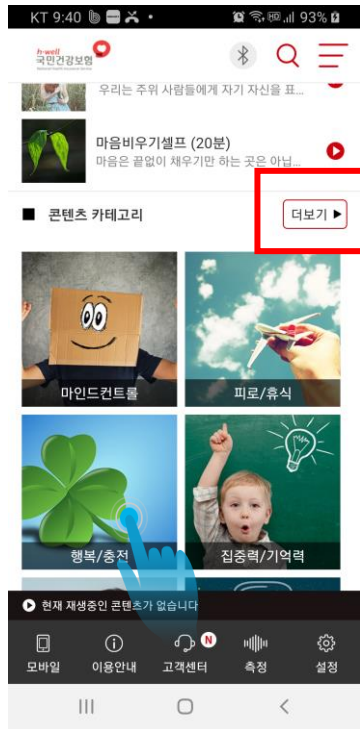 KT 9:40
93%
h·well
국민건강보험
우리는 주위 사람들에게 자기 자신을 표...
마음비우기셀프 (20분)
마음은 끝없이 채우기만 하는 곳은 아닙...
■ 콘텐츠 카테고리
더보기 ▶
마인드컨트롤
피로/휴식
행복/충전
집중력/기억력
현재 재생중인 콘텐츠가 없습니다
N
모바일
이용안내
고객센터
측정
설정